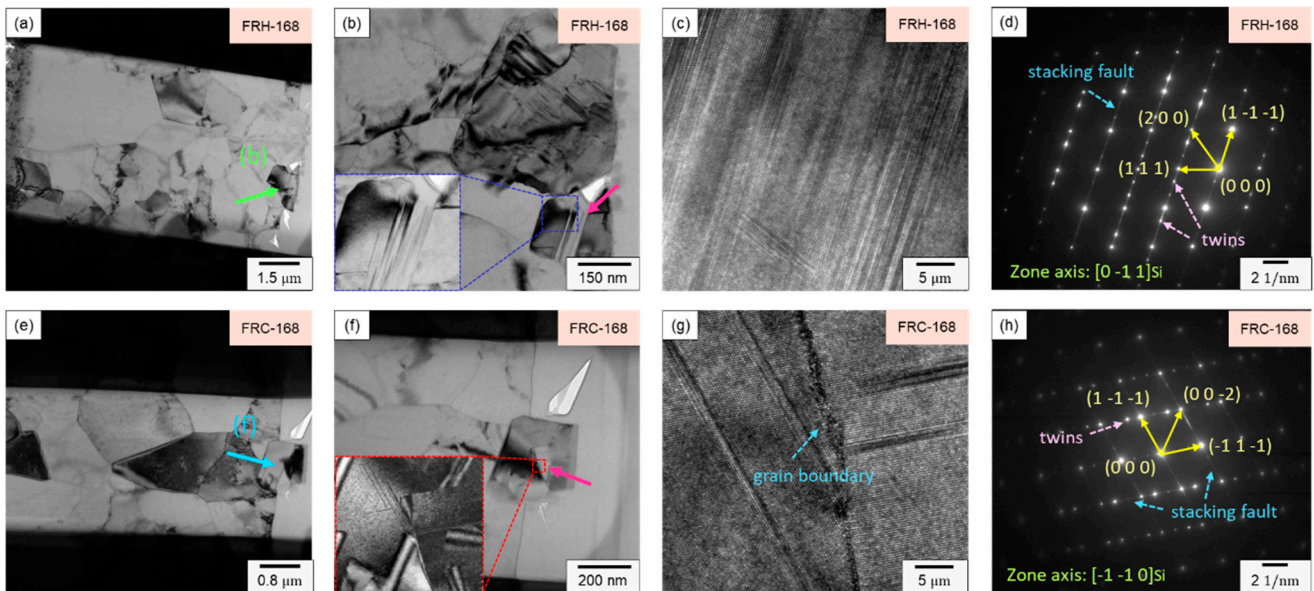 (a)
FRH-168
(b)
1.5 μm
(b)
FRH-168
150 nm
(c)
FRH-168
5 μm
(d)
FRH-168
stacking fault
(2 0 0)
(1 -1 -1)
(1 1 1)
(0 0 0)
twins
Zone axis: [0 -1 1]Si
2 1/nm
(e)
FRC-168
(f)
0.8 μm
(f)
FRC-168
200 nm
(g)
FRC-168
grain boundary
5 μm
(h)
FRC-168
(1 -1 -1)
(0 0 -2)
twins
(-1 1 -1)
(0 0 0)
stacking fault
Zone axis: [-1 -1 0]Si
2 1/nm